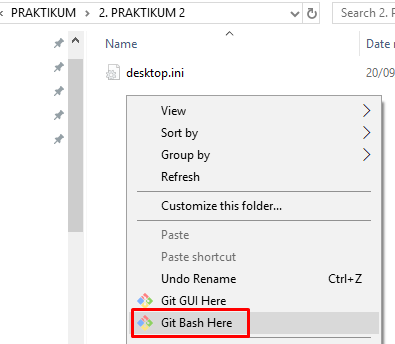 PRAKTIKUM 2. PRAKTIKUM 2 Search 2. P
Name Date m
desktop.ini 20/09
View
Sort by
Group by
Refresh
Customize this folder...
Paste
Paste shortcut
Undo Rename Ctrl+Z
Git GUI Here
Git Bash Here